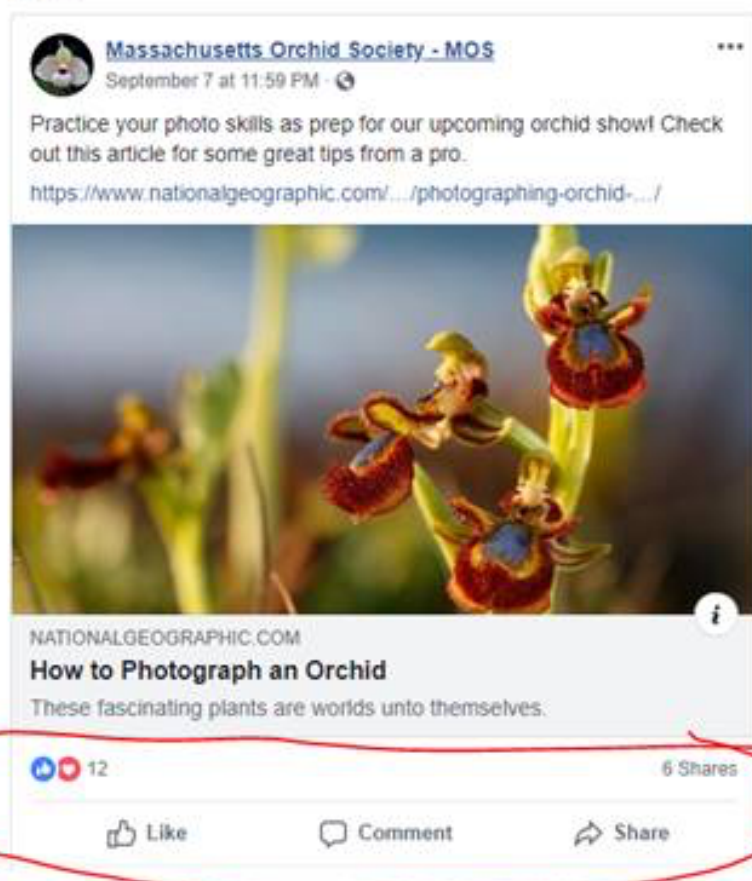 Massachusetts Orchid Society - MOS
September 7 at 11:59 PM ·
Practice your photo skills as prep for our upcoming orchid show! Check
out this article for some great tips from a pro.
https://www.nationalgeographic.com/.../photographing-orchid-.../
i
NATIONALGEOGRAPHIC.COM
How to Photograph an Orchid
These fascinating plants are worlds unto themselves.
12 6 Shares
Like Comment Share